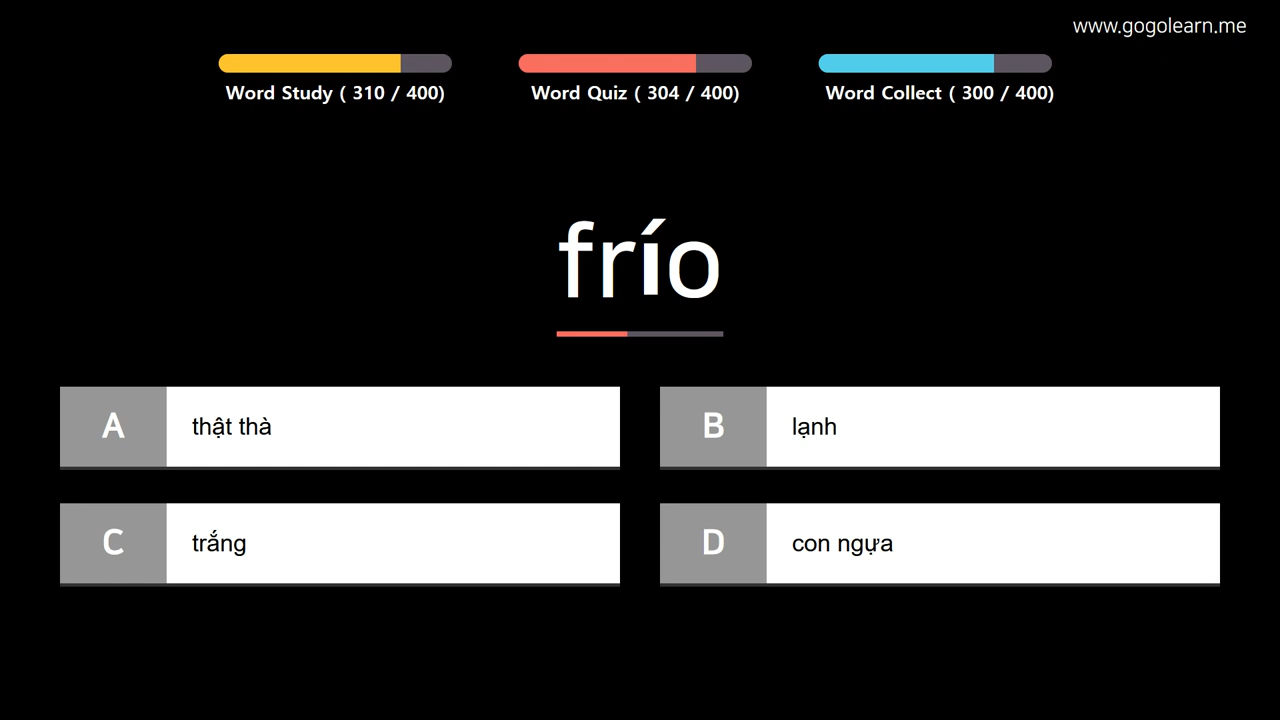 www.gogolearn.me
Word Study ( 310 / 400)
Word Quiz ( 304 / 400)
Word Collect ( 300 / 400)
frío
A thật thà
B lạnh
C trắng
D con ngựa